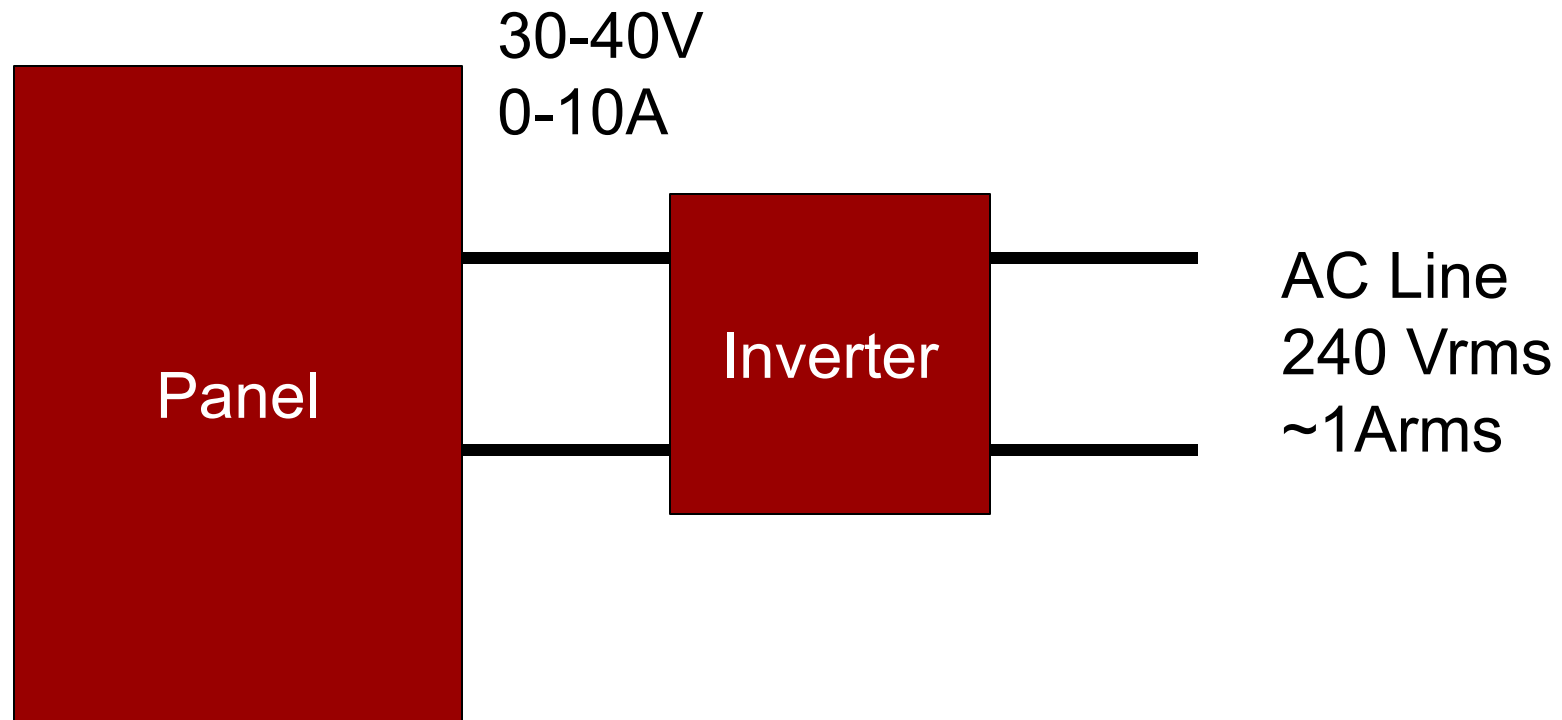 30-40V
0-10A
Panel
Inverter
AC Line
240 Vrms
~1Arms